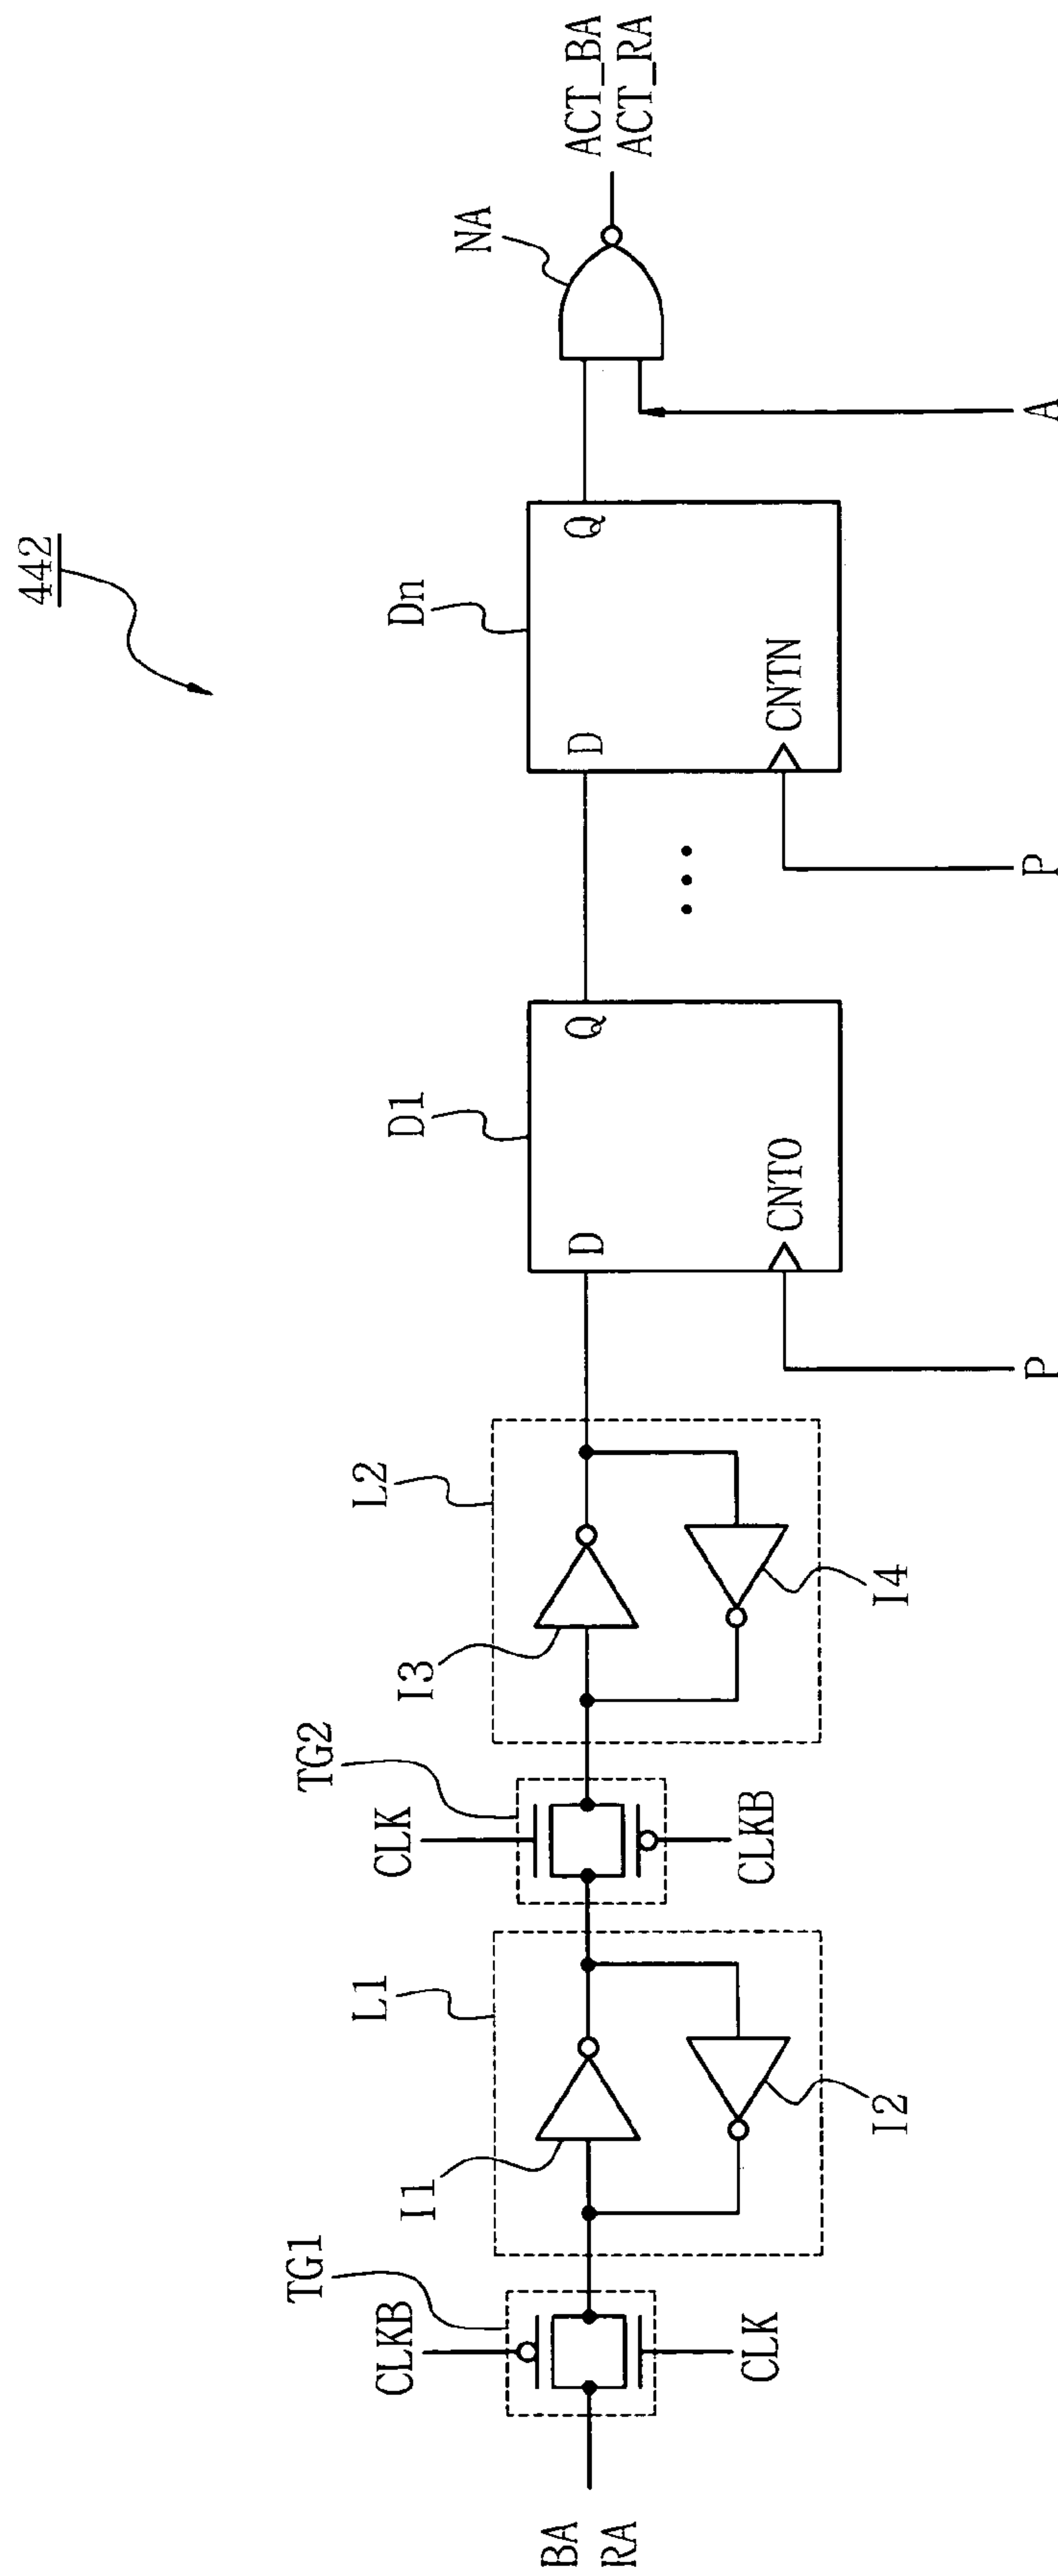 442
BA
RA
TG1
CLKB
CLK
L1
I1
I2
TG2
CLK
CLKB
L2
I3
I4
D1
D
Q
CNTO
P
...
Dn
D
Q
CNTN
P
NA
A
ACT_BA
ACT_RA